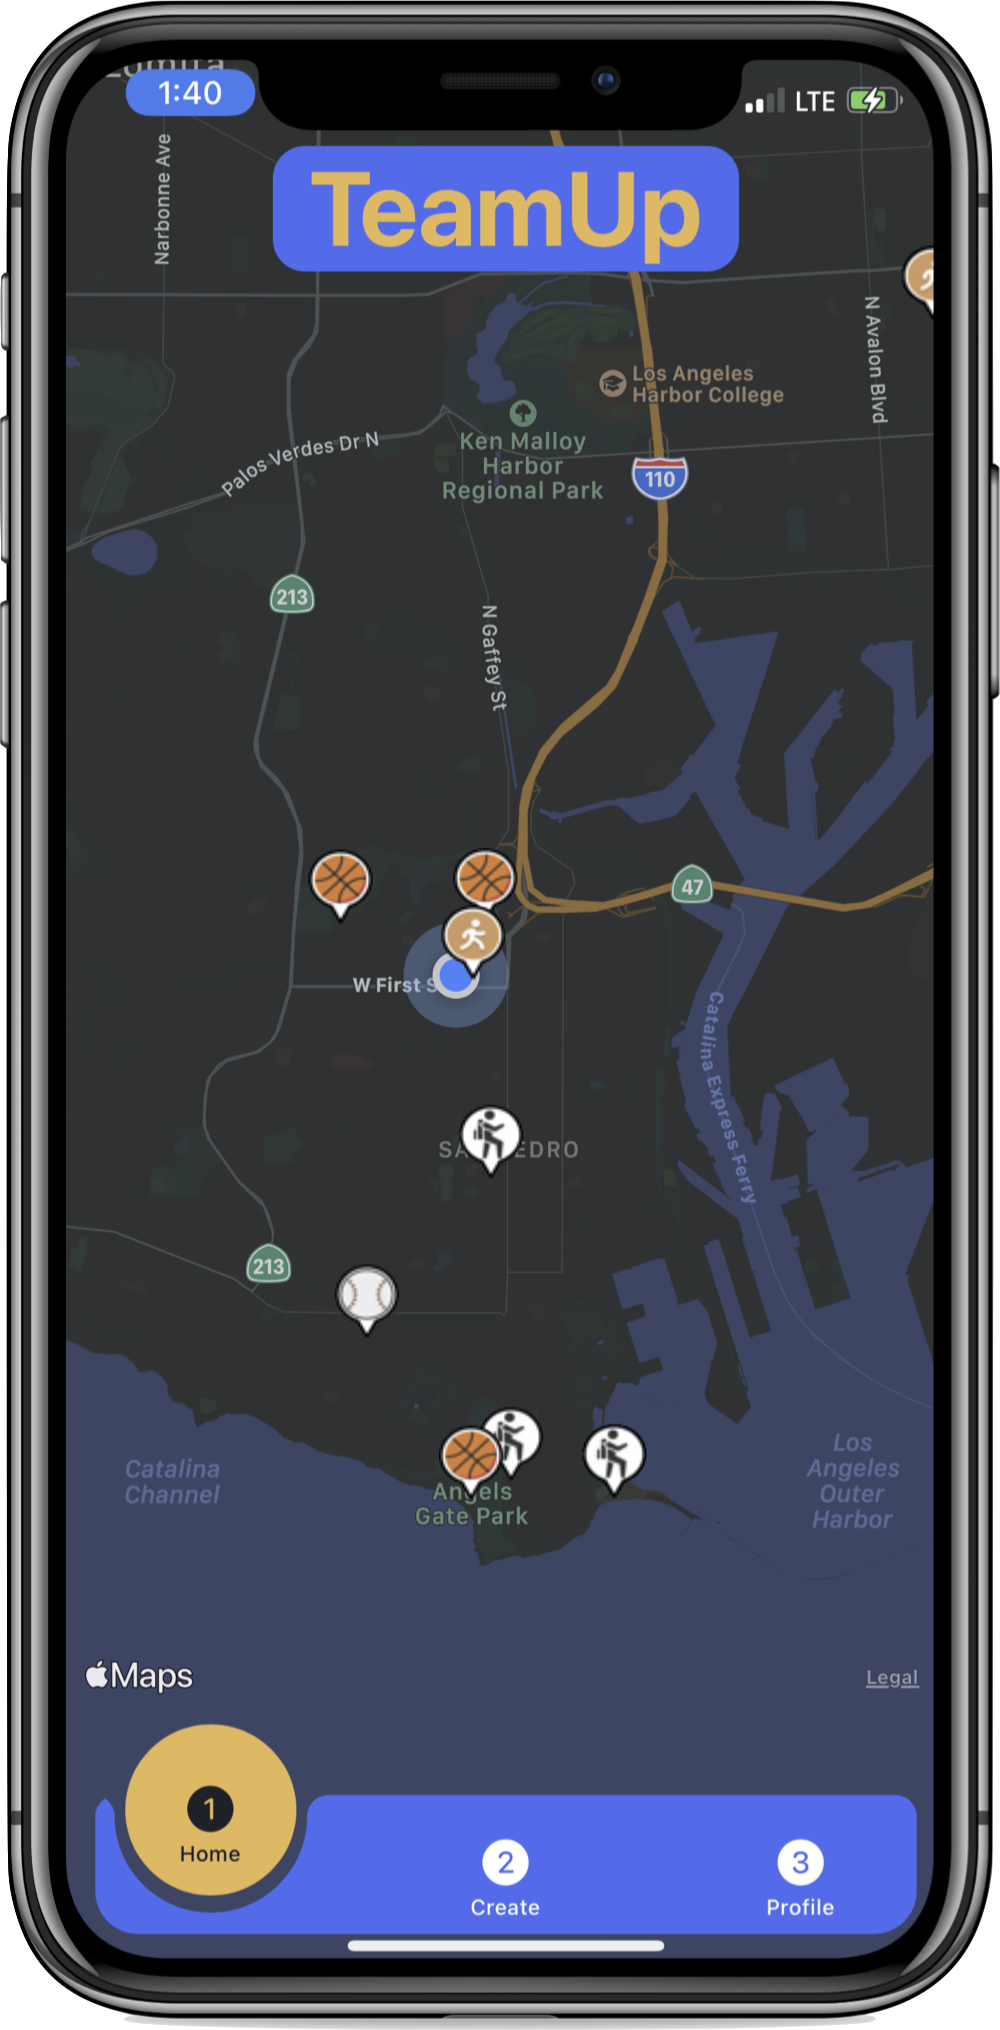 Lomita
1:40
LTE
TeamUp
Narbonne Ave
N Avalon Blvd
Los Angeles
Harbor College
Ken Malloy
Harbor
Regional Park
Palos Verdes Dr N
110
213
N Gaffey St
47
W First S
Catalina Express Ferry
SA EDRO
213
Catalina
Channel
Los
Angeles
Outer
Harbor
Angels
Gate Park
Maps
Legal
1
Home
2
Create
3
Profile